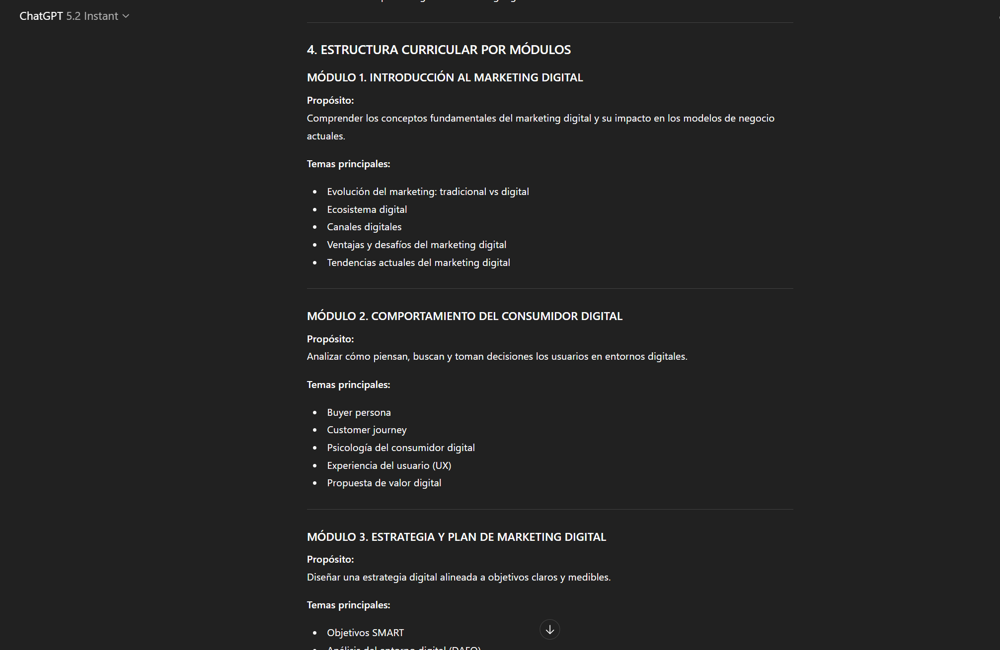 ChatGPT 5.2 Instant
4. ESTRUCTURA CURRICULAR POR MÓDULOS
MÓDULO 1. INTRODUCCIÓN AL MARKETING DIGITAL
Propósito:
Comprender los conceptos fundamentales del marketing digital y su impacto en los modelos de negocio
actuales.
Temas principales:
• Evolución del marketing: tradicional vs digital
• Ecosistema digital
• Canales digitales
• Ventajas y desafíos del marketing digital
• Tendencias actuales del marketing digital
MÓDULO 2. COMPORTAMIENTO DEL CONSUMIDOR DIGITAL
Propósito:
Analizar cómo piensan, buscan y toman decisiones los usuarios en entornos digitales.
Temas principales:
• Buyer persona
• Customer journey
• Psicología del consumidor digital
• Experiencia del usuario (UX)
• Propuesta de valor digital
MÓDULO 3. ESTRATEGIA Y PLAN DE MARKETING DIGITAL
Propósito:
Diseñar una estrategia digital alineada a objetivos claros y medibles.
Temas principales:
• Objetivos SMART
• Análisis del entorno digital (DAFO)